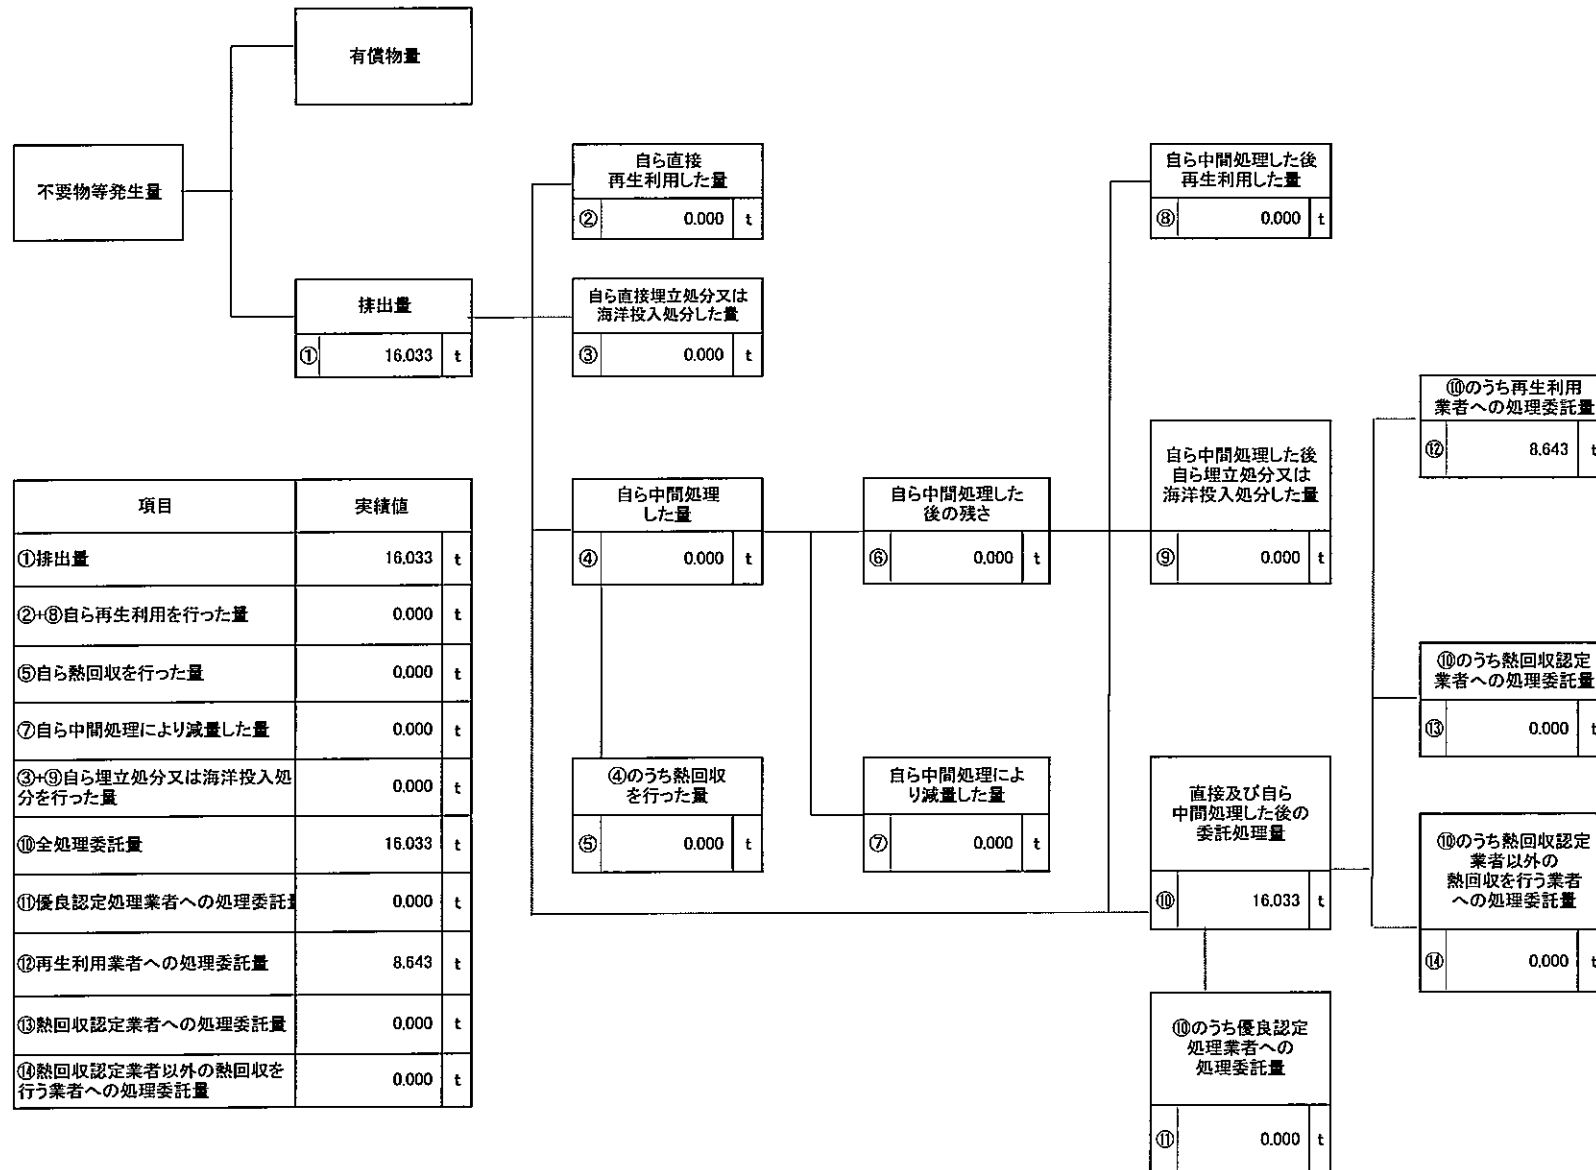 有償物量
不要物等発生量
排出量
① 16.033 t
自ら直接
再生利用した量
② 0.000 t
自ら直接埋立処分又は
海洋投入処分した量
③ 0.000 t
自ら中間処理
した量
④ 0.000 t
④のうち熱回収
を行った量
⑤ 0.000 t
自ら中間処理した
後の残さ
⑥ 0.000 t
自ら中間処理によ
り減量した量
⑦ 0.000 t
自ら中間処理した後
再生利用した量
⑧ 0.000 t
自ら中間処理した後
自ら埋立処分又は
海洋投入処分した量
⑨ 0.000 t
直接及び自ら
中間処理した後の
委託処理量
⑩ 16.033 t
⑩のうち優良認定
処理業者への
処理委託量
⑪ 0.000 t
⑩のうち再生利用
業者への処理委託量
⑫ 8.643 t
⑩のうち熱回収認定
業者への処理委託量
⑬ 0.000 t
⑩のうち熱回収認定
業者以外の
熱回収を行う業者
への処理委託量
⑭ 0.000 t
項目 実績値
①排出量 16.033 t
②+⑧自ら再生利用を行った量 0.000 t
⑤自ら熱回収を行った量 0.000 t
⑦自ら中間処理により減量した量 0.000 t
③+⑨自ら埋立処分又は海洋投入処
分を行った量 0.000 t
⑩全処理委託量 16.033 t
⑪優良認定処理業者への処理委託量 0.000 t
⑫再生利用業者への処理委託量 8.643 t
⑬熱回収認定業者への処理委託量 0.000 t
⑭熱回収認定業者以外の熱回収を
行う業者への処理委託量 0.000 t